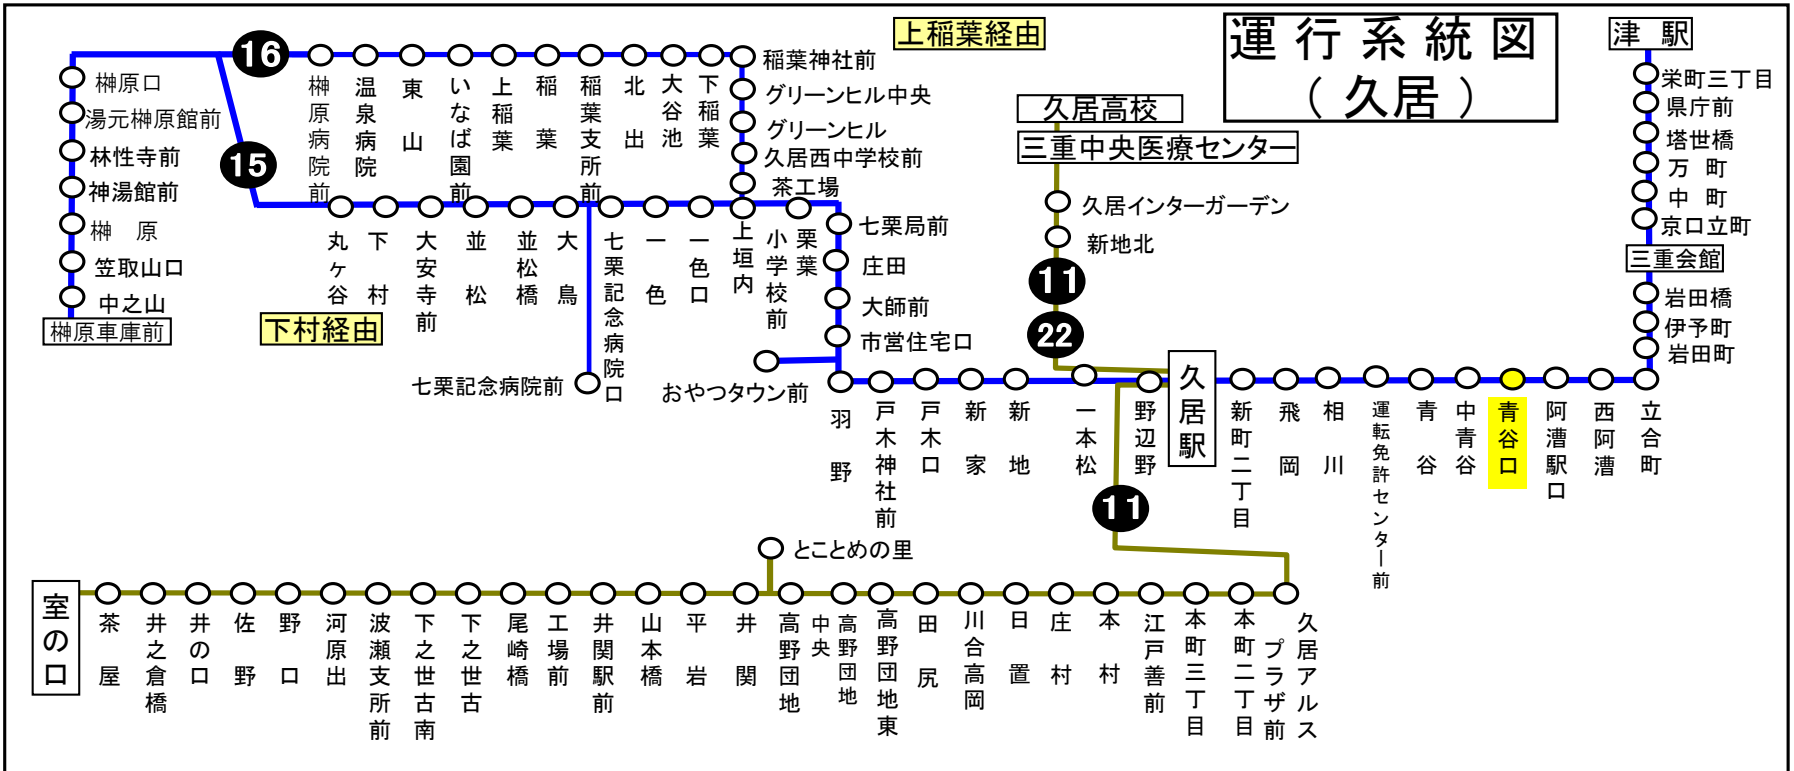 運行系統図
（久居）
上稲葉経由
津駅
栄町三丁目
県庁前
塔世橋
万町
中町
京口立町
三重会館
岩田橋
伊予町
岩田町
立合町
西阿漕
阿漕駅口
青谷口
中青谷
青谷
運転免許センター前
相川
飛岡
新町二丁目
久居駅
野辺野
一本松
新地
新家
戸木口
戸木神社前
羽野
おやつタウン前
市営住宅口
大師前
庄田
七栗局前
栗葉
小学校前
上垣内
一色口
一色
七栗記念病院口
七栗記念病院前
大鳥
並松橋
並松
大安寺前
下村
丸ヶ谷
下村経由
15
16
茶工場
久居西中学校前
グリーンヒル
グリーンヒル中央
稲葉神社前
下稲葉
大谷池
北出
稲葉支所前
稲葉
上稲葉
いなば園前
東山
温泉病院
榊原病院前
榊原口
湯元榊原館前
林性寺前
神湯館前
榊原
笠取山口
中之山
榊原車庫前
久居高校
三重中央医療センター
久居インターガーデン
新地北
11
22
11
久居アルス
プラザ前
本町二丁目
本町三丁目
江戸善前
本村
庄村
日置
川合高岡
田尻
高野団地東
高野団地
中央
高野団地
とことめの里
井関
平岩
山本橋
井関駅前
工場前
尾崎橋
下之世古
下之世古南
波瀬支所前
河原出
野口
佐野
井の口
井之倉橋
茶屋
室の口